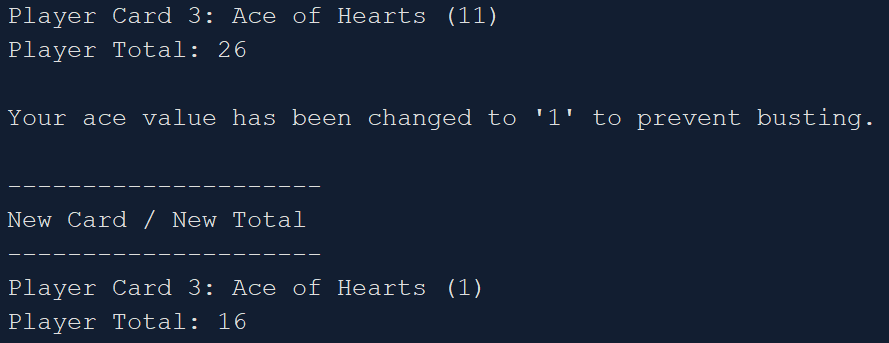 Player Card 3: Ace of Hearts (11)
Player Total: 26
Your ace value has been changed to '1' to prevent busting.
---------------------
New Card / New Total
---------------------
Player Card 3: Ace of Hearts (1)
Player Total: 16